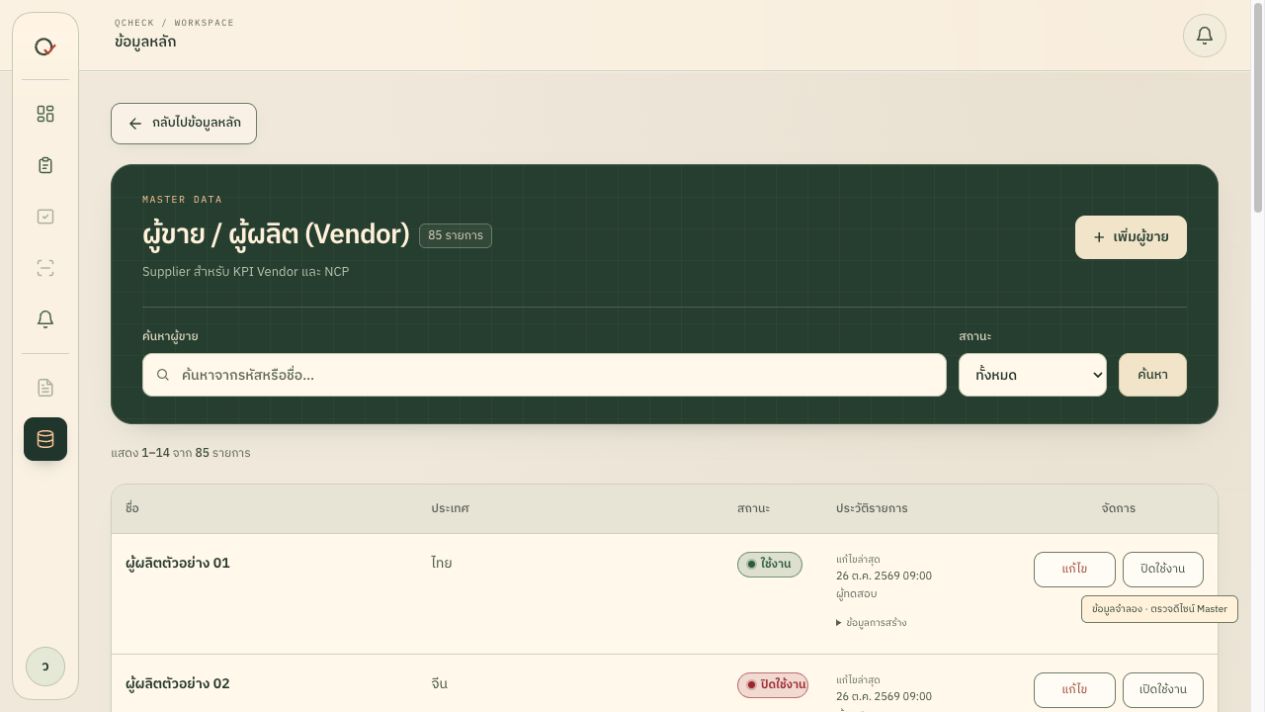 QCHECK / WORKSPACE
ข้อมูลหลัก
กลับไปข้อมูลหลัก
MASTER DATA
ผู้ขาย / ผู้ผลิต (Vendor) 85 รายการ
+ เพิ่มผู้ขาย
Supplier สำหรับ KPI Vendor และ NCP
ค้นหาผู้ขาย สถานะ
ค้นหาจากรหัสหรือชื่อ... ทั้งหมด ค้นหา
แสดง 1–14 จาก 85 รายการ
ชื่อ ประเทศ สถานะ ประวัติรายการ จัดการ
ผู้ผลิตตัวอย่าง 01 ไทย ใช้งาน แก้ไขล่าสุด แก้ไข ปิดใช้งาน
26 ต.ค. 2569 09:00
ผู้ทดสอบ
ข้อมูลจำลอง · ตรวจดีไซน์ Master
ข้อมูลการสร้าง
ว
ผู้ผลิตตัวอย่าง 02 จีน ปิดใช้งาน แก้ไขล่าสุด แก้ไข เปิดใช้งาน
26 ต.ค. 2569 09:00